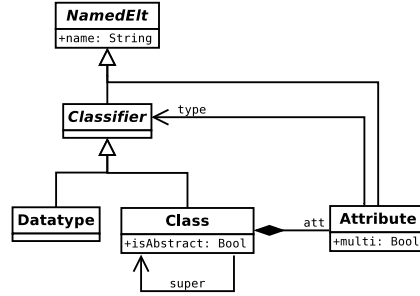 NamedElt
+name: String
Classifier
type
Datatype
Class
+isAbstract: Bool
att
Attribute
+multi: Bool
super